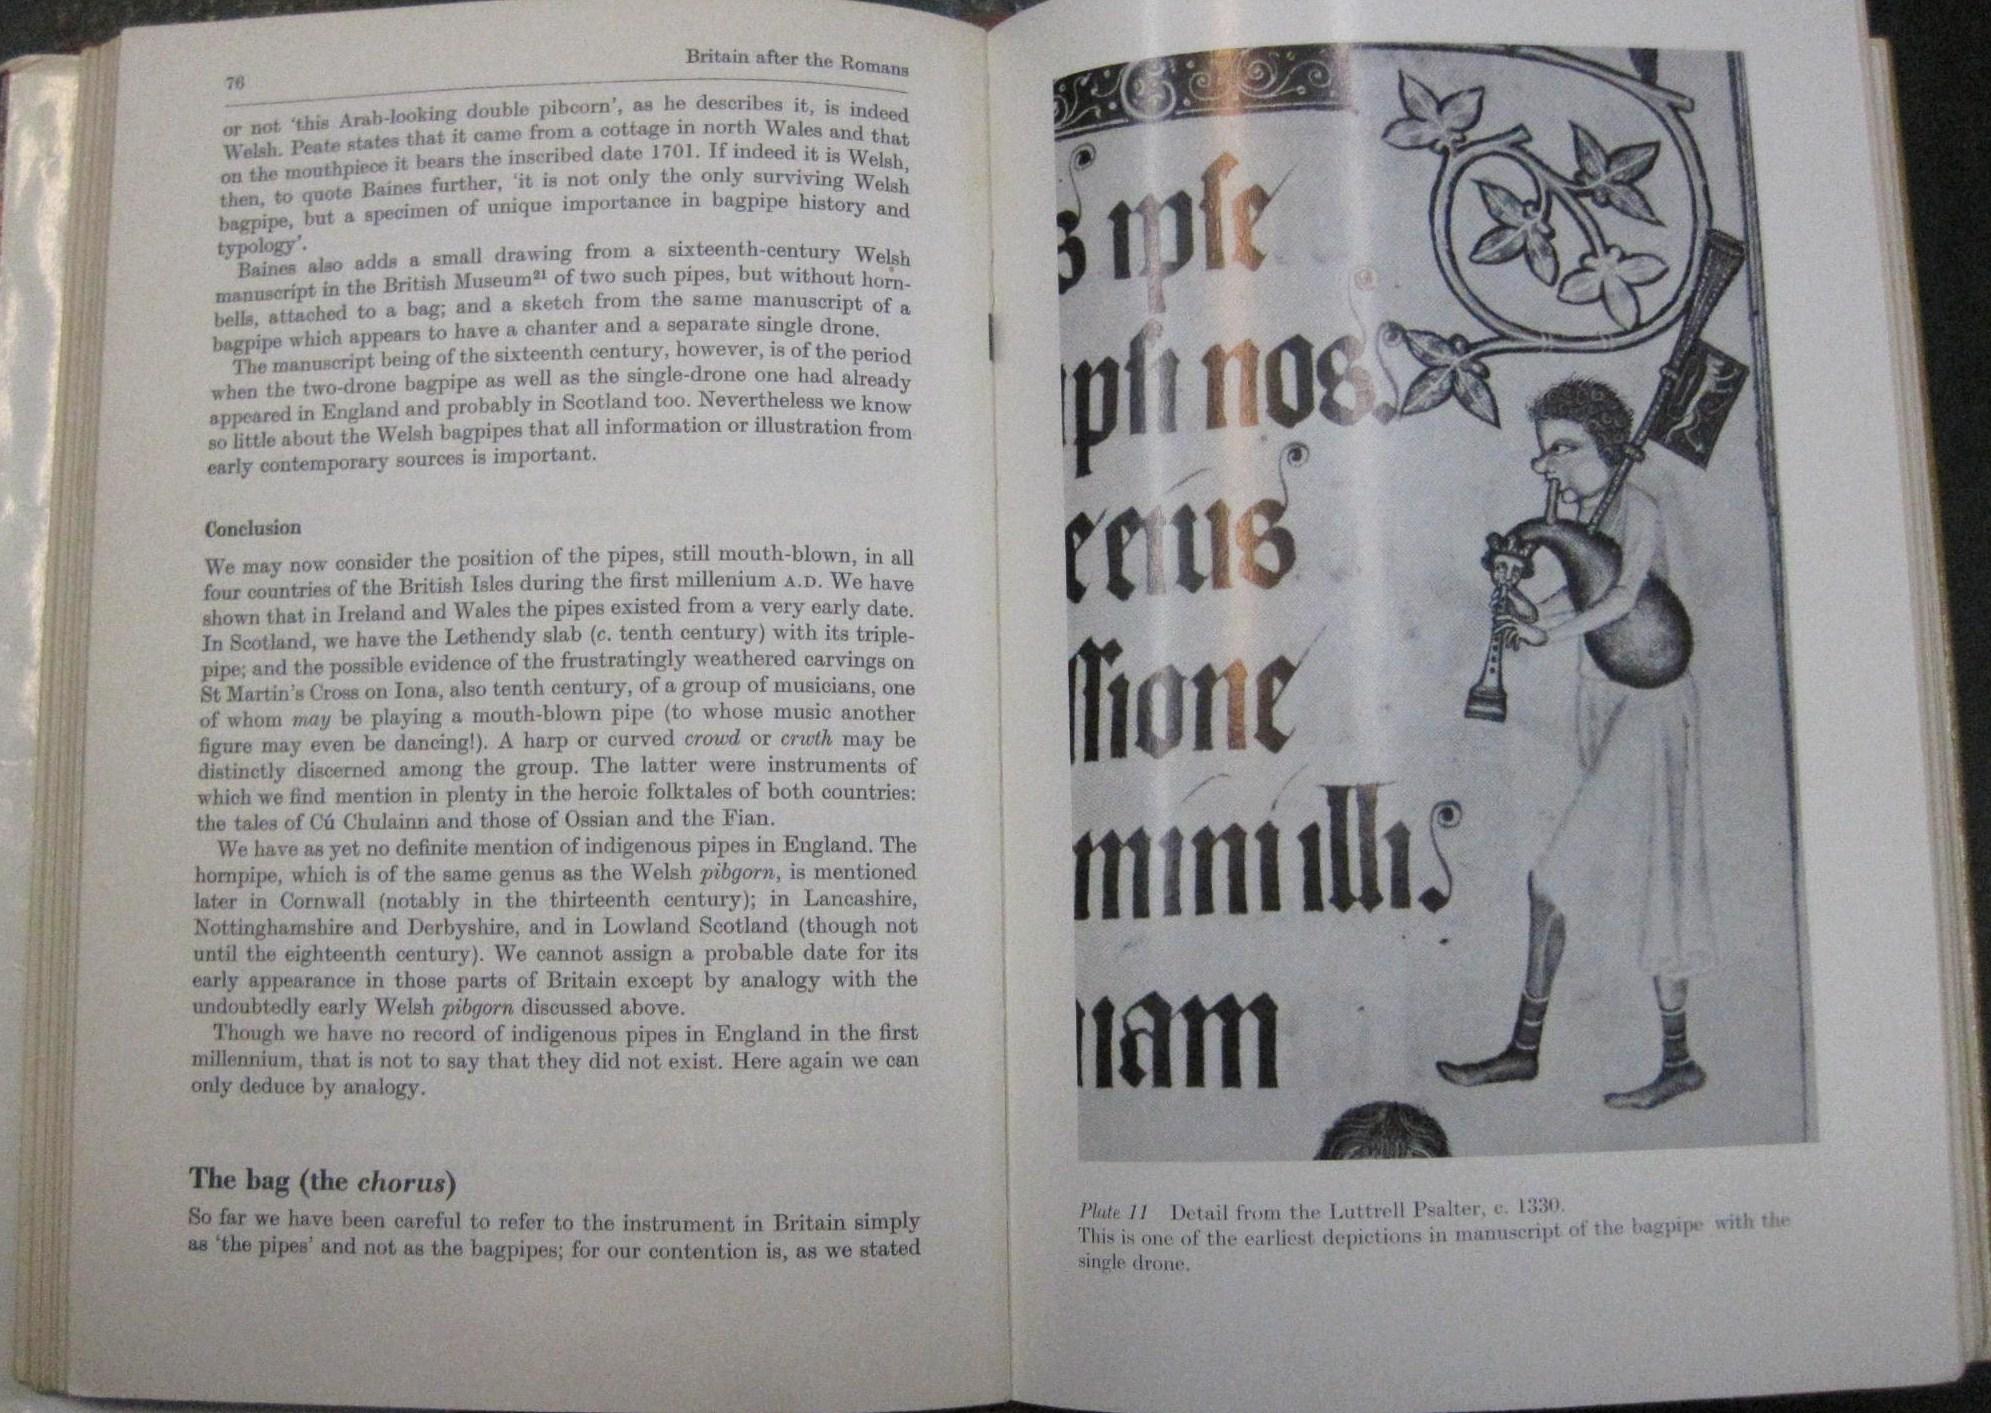 76
Britain after the Romans
or not ‘this Arab-looking double pibcorn’, as he describes it, is indeed
Welsh. Peate states that it came from a cottage in north Wales and that
on the mouthpiece it bears the inscribed date 1701. If indeed it is Welsh,
then, to quote Baines further, ‘it is not only the only surviving Welsh
bagpipe, but a specimen of unique importance in bagpipe history and
typology’.
Baines also adds a small drawing from a sixteenth-century Welsh
manuscript in the British Museum²¹ of two such pipes, but without horn-
bells, attached to a bag; and a sketch from the same manuscript of a
bagpipe which appears to have a chanter and a separate single drone.
The manuscript being of the sixteenth century, however, is of the period
when the two-drone bagpipe as well as the single-drone one had already
appeared in England and probably in Scotland too. Nevertheless we know
so little about the Welsh bagpipes that all information or illustration from
early contemporary sources is important.
Conclusion
We may now consider the position of the pipes, still mouth-blown, in all
four countries of the British Isles during the first millenium A.D. We have
shown that in Ireland and Wales the pipes existed from a very early date.
In Scotland, we have the Lethendy slab (c. tenth century) with its triple-
pipe; and the possible evidence of the frustratingly weathered carvings on
St Martin’s Cross on Iona, also tenth century, of a group of musicians, one
of whom may be playing a mouth-blown pipe (to whose music another
figure may even be dancing!). A harp or curved crowd or crwth may be
distinctly discerned among the group. The latter were instruments of
which we find mention in plenty in the heroic folktales of both countries:
the tales of Cú Chulainn and those of Ossian and the Fian.
We have as yet no definite mention of indigenous pipes in England. The
hornpipe, which is of the same genus as the Welsh pibgorn, is mentioned
later in Cornwall (notably in the thirteenth century); in Lancashire,
Nottinghamshire and Derbyshire, and in Lowland Scotland (though not
until the eighteenth century). We cannot assign a probable date for its
early appearance in those parts of Britain except by analogy with the
undoubtedly early Welsh pibgorn discussed above.
Though we have no record of indigenous pipes in England in the first
millennium, that is not to say that they did not exist. Here again we can
only deduce by analogy.
The bag (the chorus)
So far we have been careful to refer to the instrument in Britain simply
as ‘the pipes’ and not as the bagpipes; for our contention is, as we stated
s ipse
ipsi nos.
ssione
illis
Plate 11 Detail from the Luttrell Psalter, c. 1330.
This is one of the earliest depictions in manuscript of the bagpipe with the
single drone.